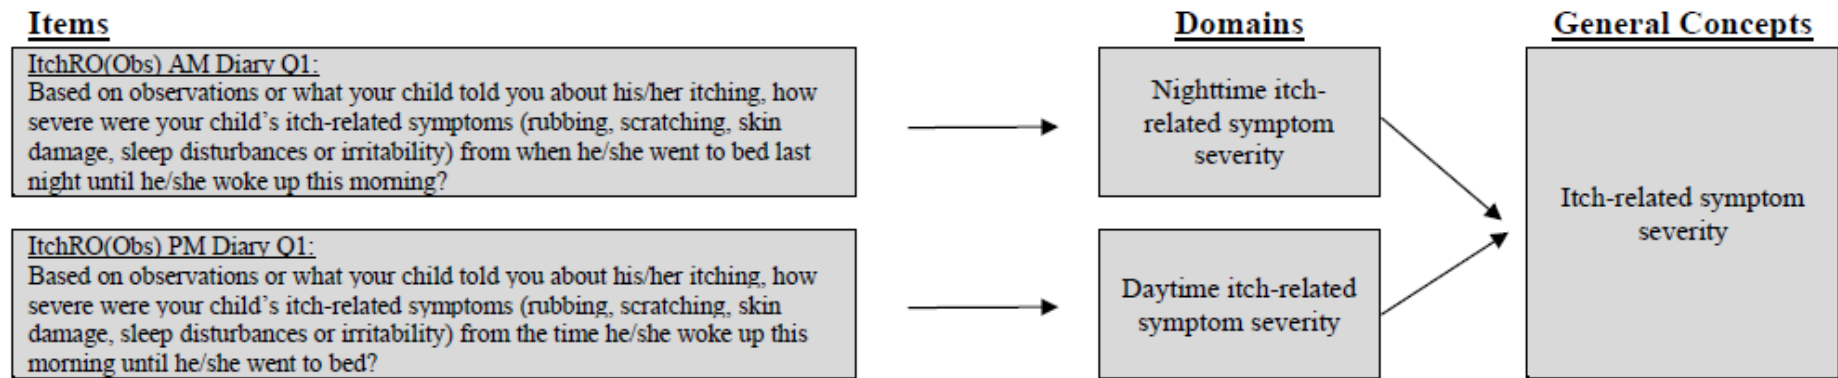 Items
ItchRO(Obs) AM Diary Q1:
Based on observations or what your child told you about his/her itching, how
severe were your child's itch-related symptoms (rubbing, scratching, skin
damage, sleep disturbances or irritability) from when he/she went to bed last
night until he/she woke up this morning?
ItchRO(Obs) PM Diary Q1:
Based on observations or what your child told you about his/her itching, how
severe were your child's itch-related symptoms (rubbing, scratching, skin
damage, sleep disturbances or irritability) from the time he/she woke up this
morning until he/she went to bed?
Domains
Nighttime itch-
related symptom
severity
Daytime itch-related
symptom severity
General Concepts
Itch-related symptom
severity